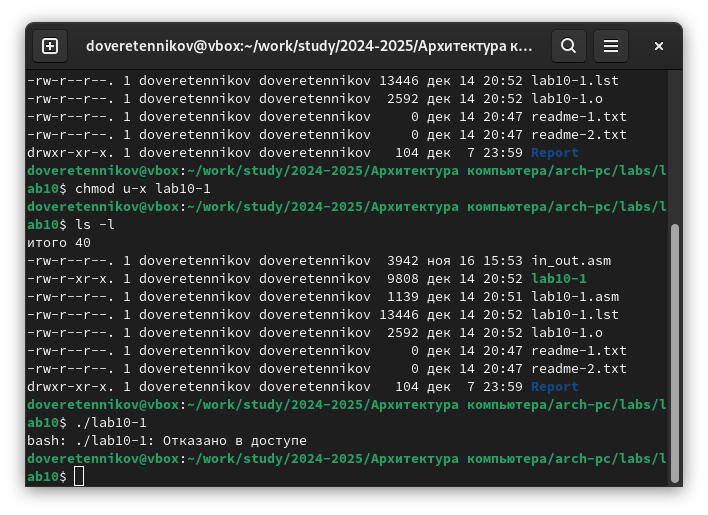 doveretennikov@vbox:~/work/study/2024-2025/Архитектура к...
-rw-r--r--. 1 doveretennikov doveretennikov 13446 дек 14 20:52 lab10-1.lst
-rw-r--r--. 1 doveretennikov doveretennikov  2592 дек 14 20:52 lab10-1.o
-rw-r--r--. 1 doveretennikov doveretennikov     0 дек 14 20:47 readme-1.txt
-rw-r--r--. 1 doveretennikov doveretennikov     0 дек 14 20:47 readme-2.txt
drwxr-xr-x. 1 doveretennikov doveretennikov   104 дек  7 23:59 Report
doveretennikov@vbox:~/work/study/2024-2025/Архитектура компьютера/arch-pc/labs/l
ab10$ chmod u-x lab10-1
doveretennikov@vbox:~/work/study/2024-2025/Архитектура компьютера/arch-pc/labs/l
ab10$ ls -l
итого 40
-rw-r--r--. 1 doveretennikov doveretennikov  3942 ноя 16 15:53 in_out.asm
-rw-r-xr-x. 1 doveretennikov doveretennikov  9808 дек 14 20:52 lab10-1
-rw-r--r--. 1 doveretennikov doveretennikov  1139 дек 14 20:51 lab10-1.asm
-rw-r--r--. 1 doveretennikov doveretennikov 13446 дек 14 20:52 lab10-1.lst
-rw-r--r--. 1 doveretennikov doveretennikov  2592 дек 14 20:52 lab10-1.o
-rw-r--r--. 1 doveretennikov doveretennikov     0 дек 14 20:47 readme-1.txt
-rw-r--r--. 1 doveretennikov doveretennikov     0 дек 14 20:47 readme-2.txt
drwxr-xr-x. 1 doveretennikov doveretennikov   104 дек  7 23:59 Report
doveretennikov@vbox:~/work/study/2024-2025/Архитектура компьютера/arch-pc/labs/l
ab10$ ./lab10-1
bash: ./lab10-1: Отказано в доступе
doveretennikov@vbox:~/work/study/2024-2025/Архитектура компьютера/arch-pc/labs/l
ab10$